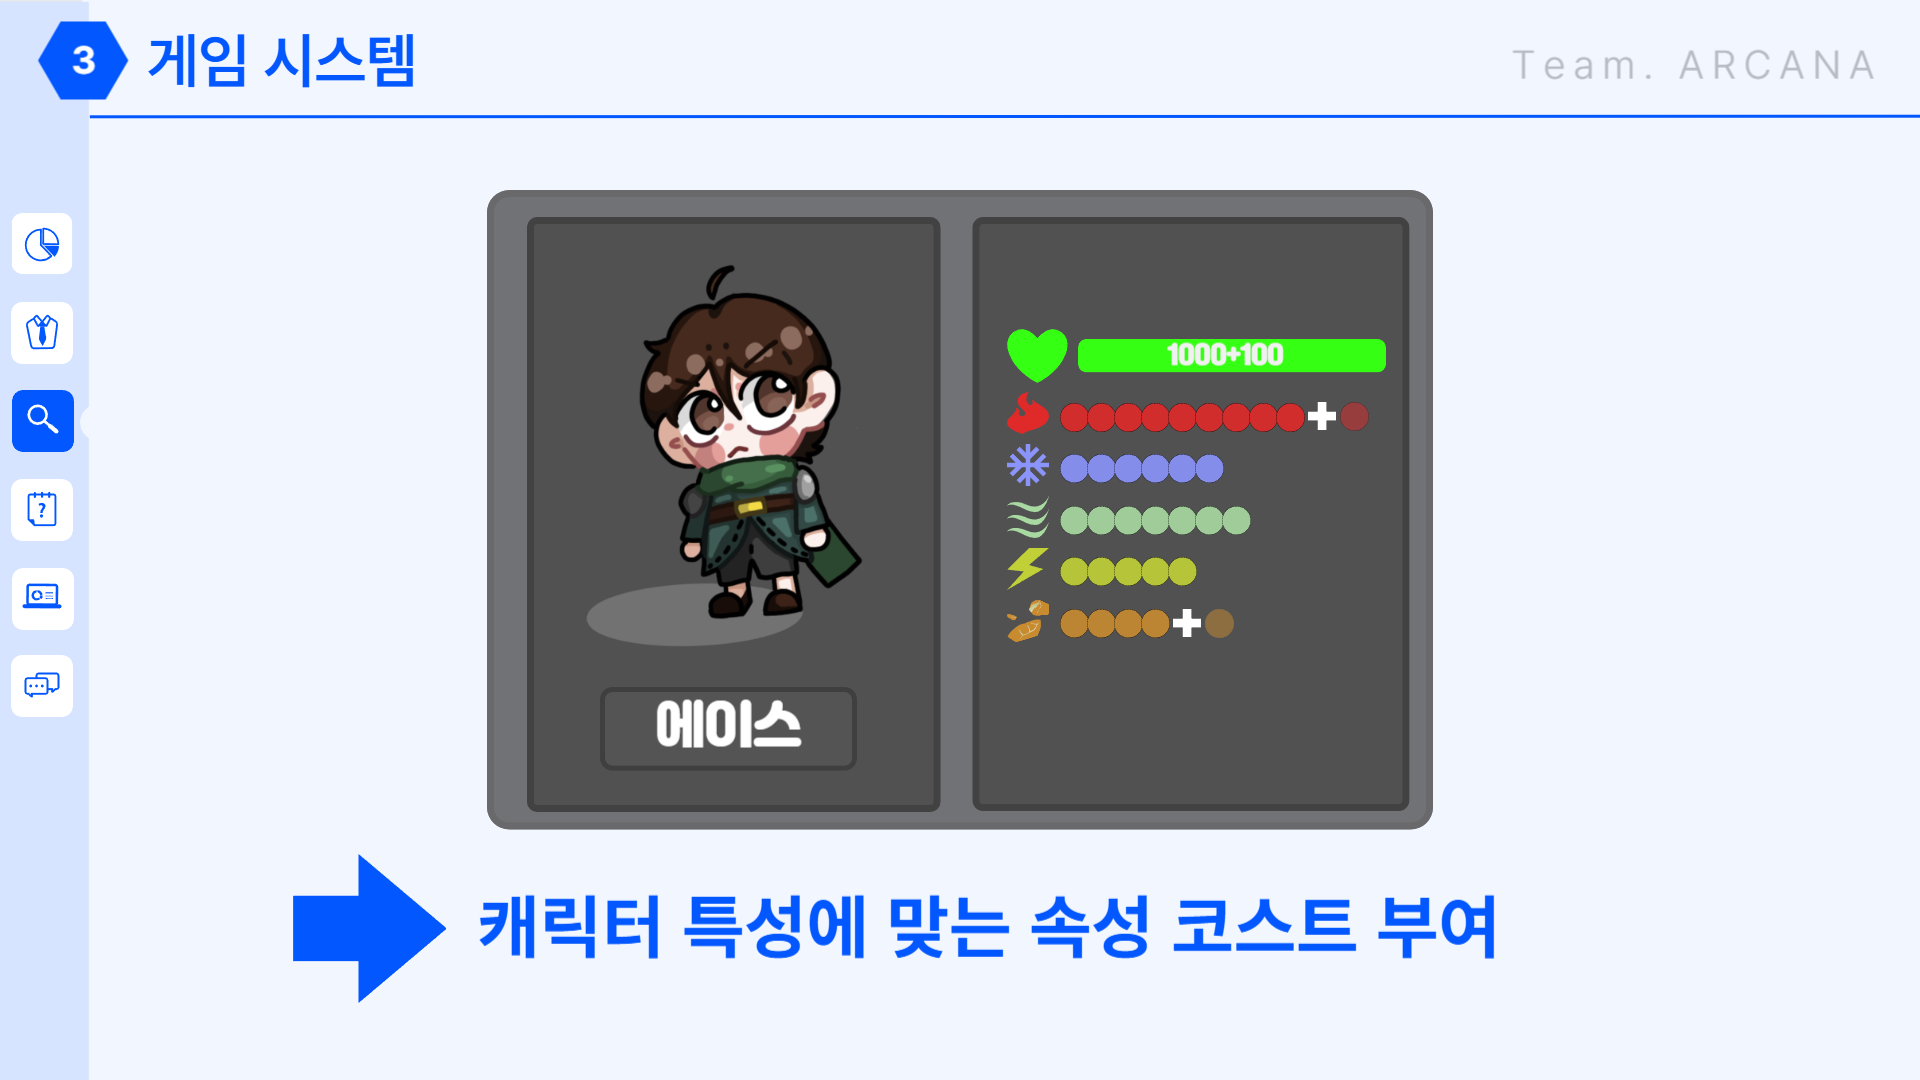 3 게임 시스템
Team. ARCANA
?
1000+100
에이스
캐릭터 특성에 맞는 속성 코스트 부여